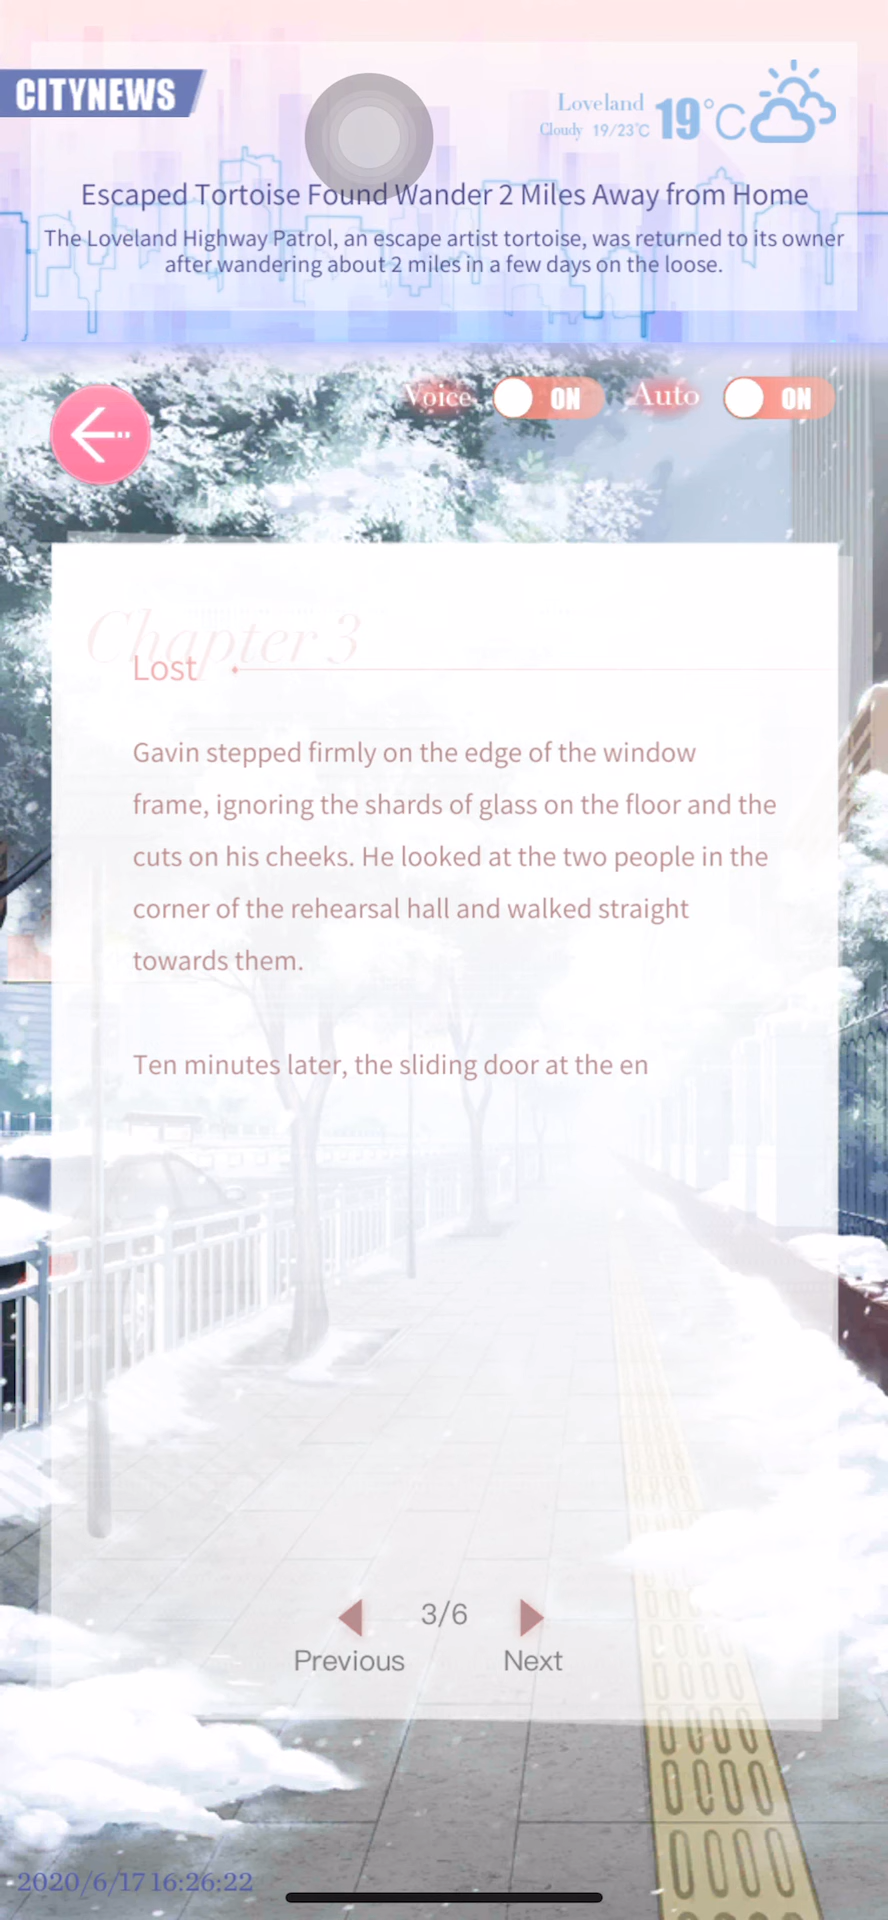 CITYNEWS
Loveland
Cloudy 19/23°C
19°C
Escaped Tortoise Found Wander 2 Miles Away from Home
The Loveland Highway Patrol, an escape artist tortoise, was returned to its owner
after wandering about 2 miles in a few days on the loose.
Voice ON Auto ON
Chapter 3
Lost
Gavin stepped firmly on the edge of the window
frame, ignoring the shards of glass on the floor and the
cuts on his cheeks. He looked at the two people in the
corner of the rehearsal hall and walked straight
towards them.
Ten minutes later, the sliding door at the en
3/6
Previous Next
2020/6/17 16:26:22